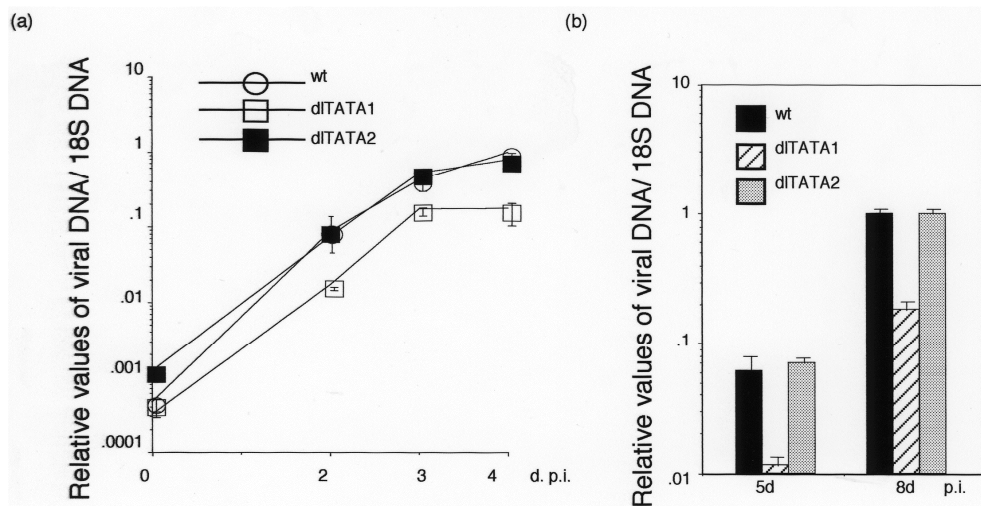 (a)
Relative values of viral DNA/ 18S DNA
10
1
.1
.01
.001
.0001
wt
dlTATA1
dlTATA2
0
2
3
4
d. p.i.
(b)
Relative values of viral DNA/ 18S DNA
10
1
.1
.01
wt
dlTATA1
dlTATA2
5d
8d
p.i.